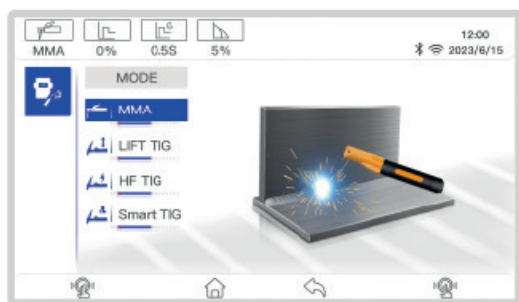 12:00
MMA 0% 0.5S 5% 2023/6/15
MODE
MMA
LIFT TIG
HF TIG
Smart TIG